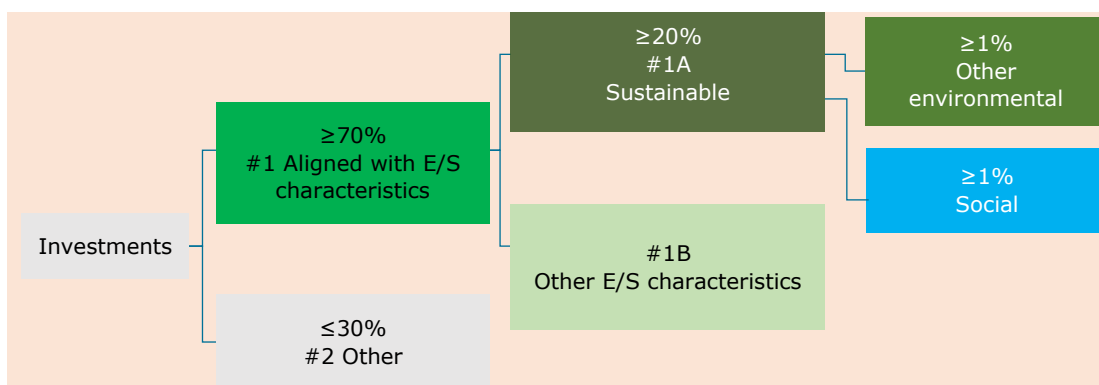 Investments
≥70%
#1 Aligned with E/S
characteristics
≤30%
#2 Other
≥20%
#1A
Sustainable
#1B
Other E/S characteristics
≥1%
Other
environmental
≥1%
Social